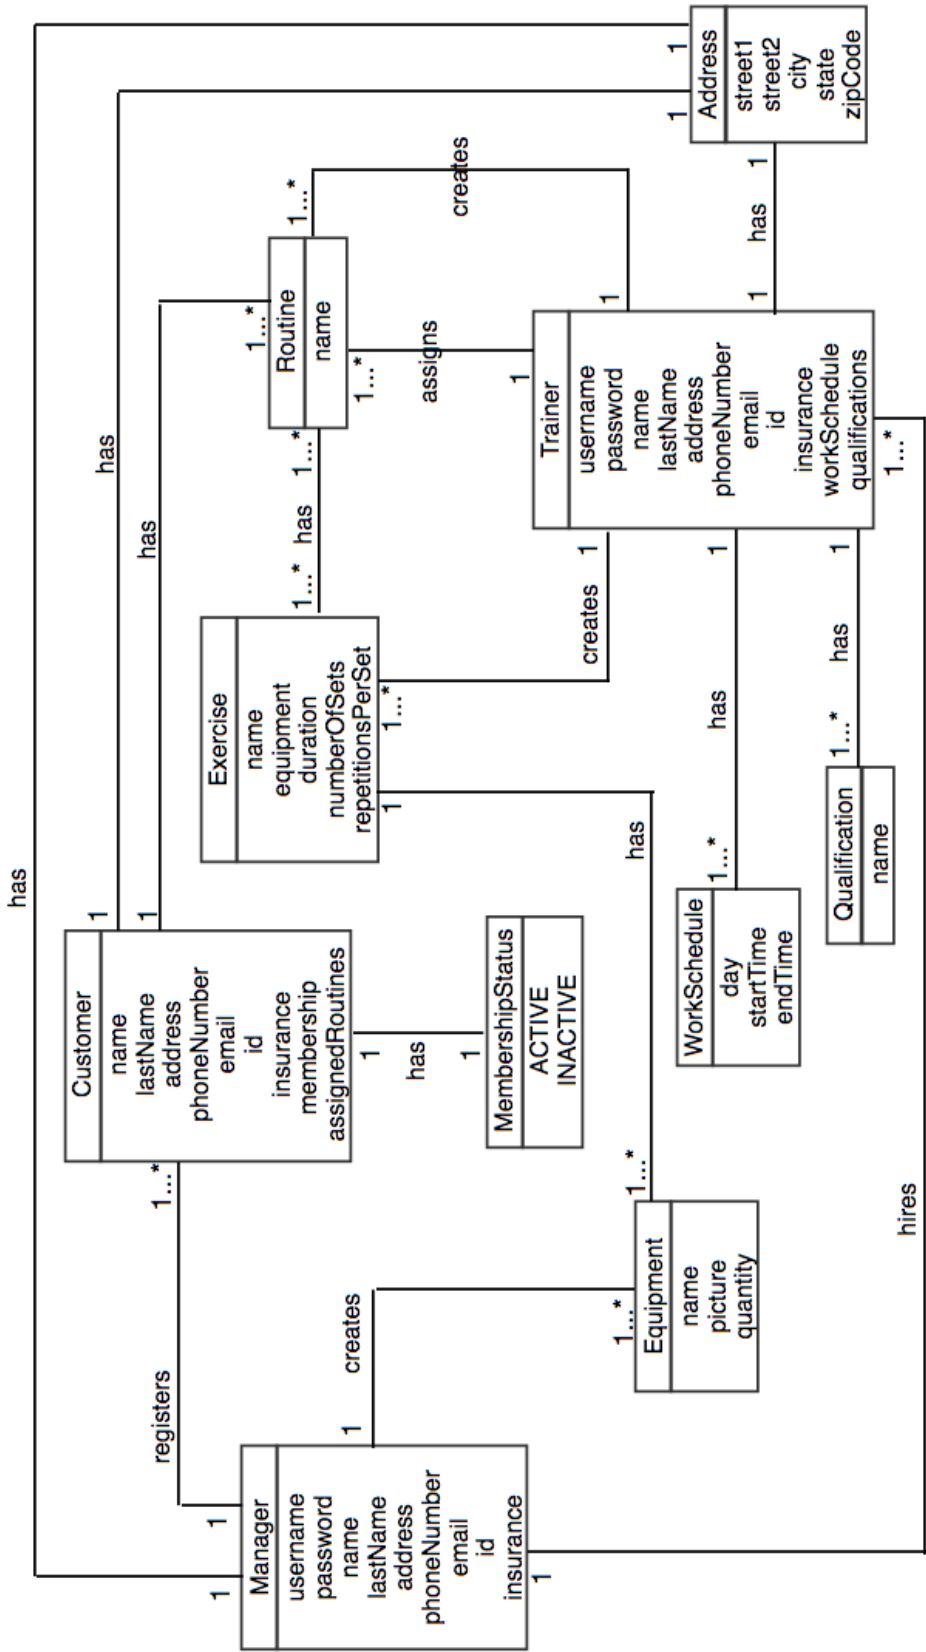 has
has
has
Manager
username
password
name
lastName
address
phoneNumber
email
id
insurance
1
1
1
1
registers
1...*
Customer
name
lastName
address
phoneNumber
email
id
insurance
membership
assignedRoutines
1
1
1
has
1
MembershipStatus
ACTIVE
INACTIVE
creates
1...*
Equipment
name
picture
quantity
1...*
has
1
Exercise
name
equipment
duration
numberOfSets
repetitionsPerSet
1...*
1...*
has
1...*
Routine
name
1...*
1...*
1...*
assigns
1
creates
1
creates
1
Trainer
username
password
name
lastName
address
phoneNumber
email
id
insurance
workSchedule
qualifications
1
has
1...*
WorkSchedule
day
startTime
endTime
1
has
1...*
Qualification
name
1...*
hires
1
has
1
1
1
Address
street1
street2
city
state
zipCode